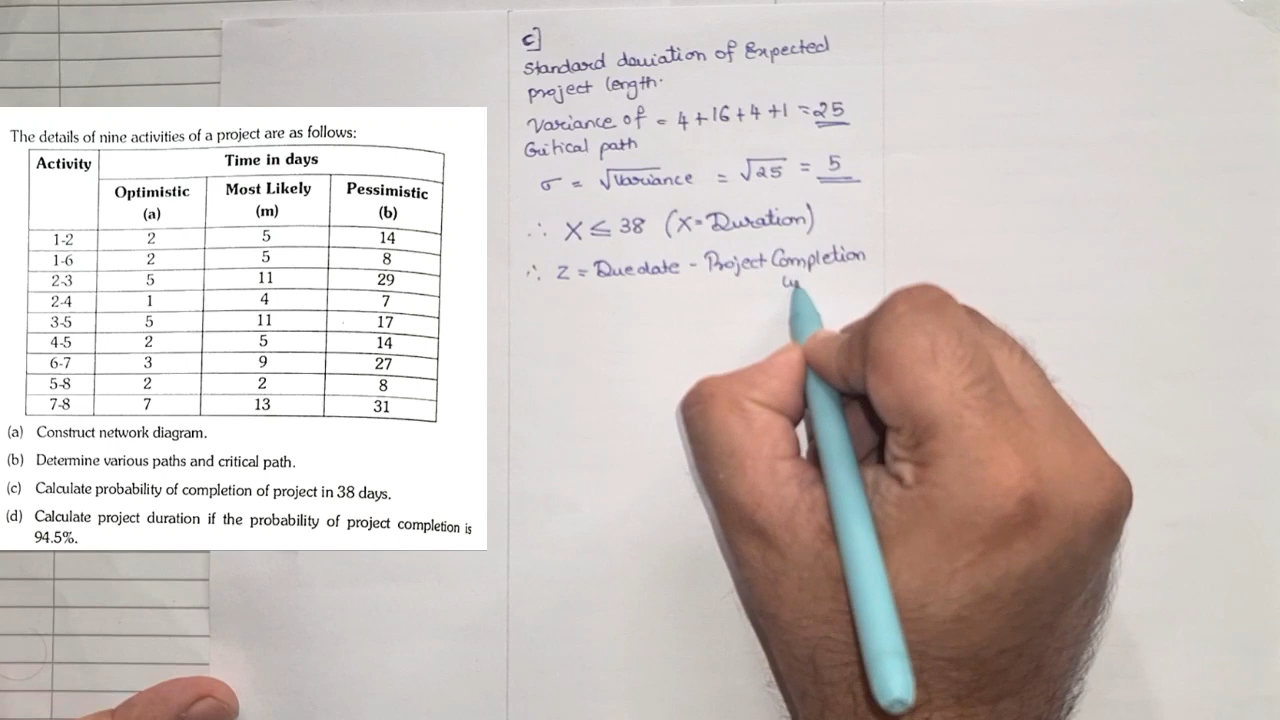 The details of nine activities of a project are as follows:
Activity Time in days
Optimistic Most Likely Pessimistic
(a) (m) (b)
1-2 2 5 14
1-6 2 5 8
2-3 5 11 29
2-4 1 4 7
3-5 5 11 17
4-5 2 5 14
6-7 3 9 27
5-8 2 2 8
7-8 7 13 31
(a) Construct network diagram.
(b) Determine various paths and critical path.
(c) Calculate probability of completion of project in 38 days.
(d) Calculate project duration if the probability of project completion is
94.5%.
c]
Standard deviation of Expected
project length.
Variance of = 4+16+4+1 = 25
Critical path
σ = √Variance = √25 = 5
∴ X ≤ 38 (X=Duration)
∴ Z = Due date - Project Completion